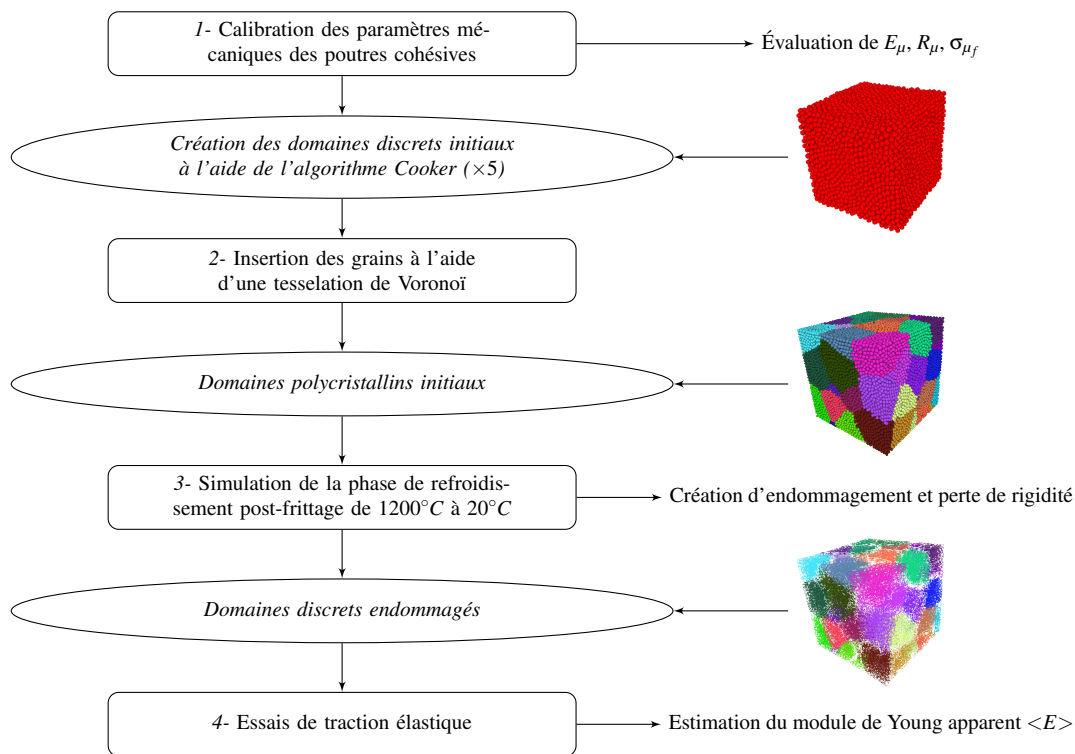 1- Calibration des paramètres mé-
caniques des poutres cohésives
Évaluation de Eμ, Rμ, σμf
Création des domaines discrets initiaux
à l'aide de l'algorithme Cooker (×5)
2- Insertion des grains à l'aide
d'une tesselation de Voronoï
Domaines polycristallins initiaux
3- Simulation de la phase de refroidis-
sement post-frittage de 1200°C à 20°C
Création d'endommagement et perte de rigidité
Domaines discrets endommagés
4- Essais de traction élastique
Estimation du module de Young apparent <E>